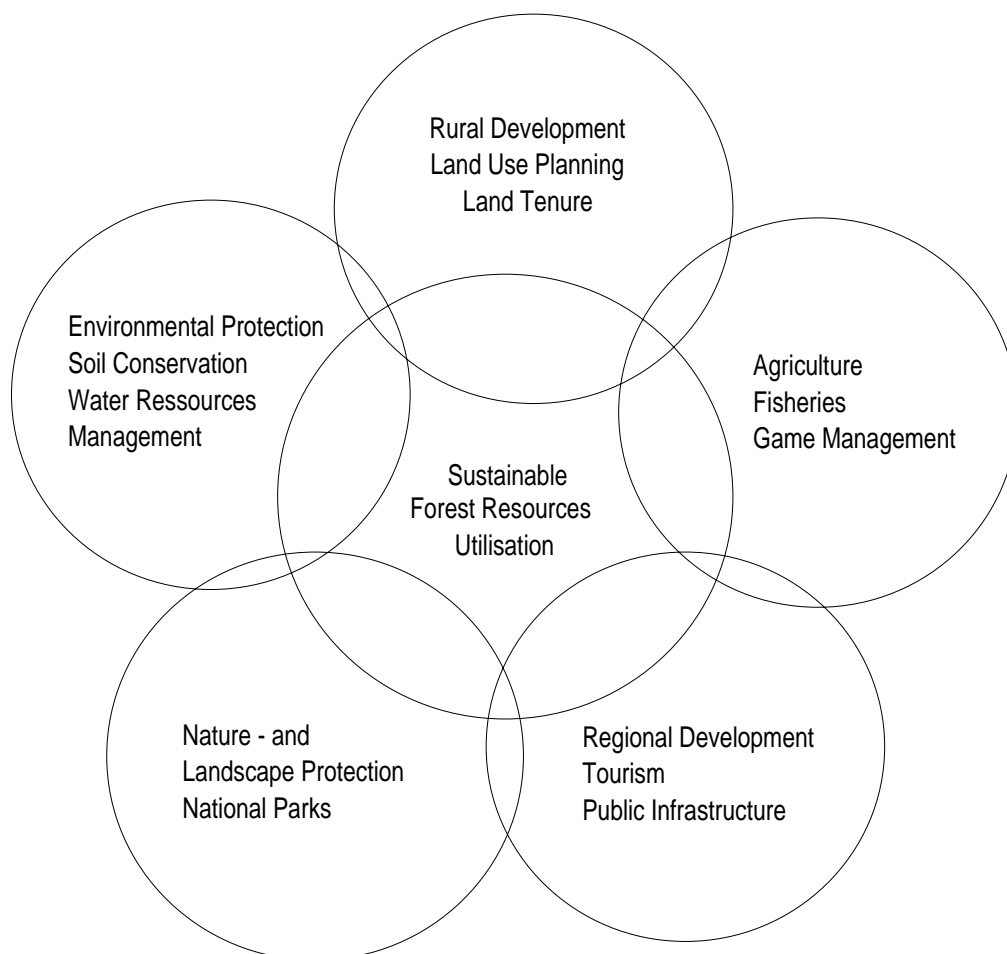 Rural Development
Land Use Planning
Land Tenure
Environmental Protection
Soil Conservation
Water Ressources
Management
Agriculture
Fisheries
Game Management
Sustainable
Forest Resources
Utilisation
Nature - and
Landscape Protection
National Parks
Regional Development
Tourism
Public Infrastructure